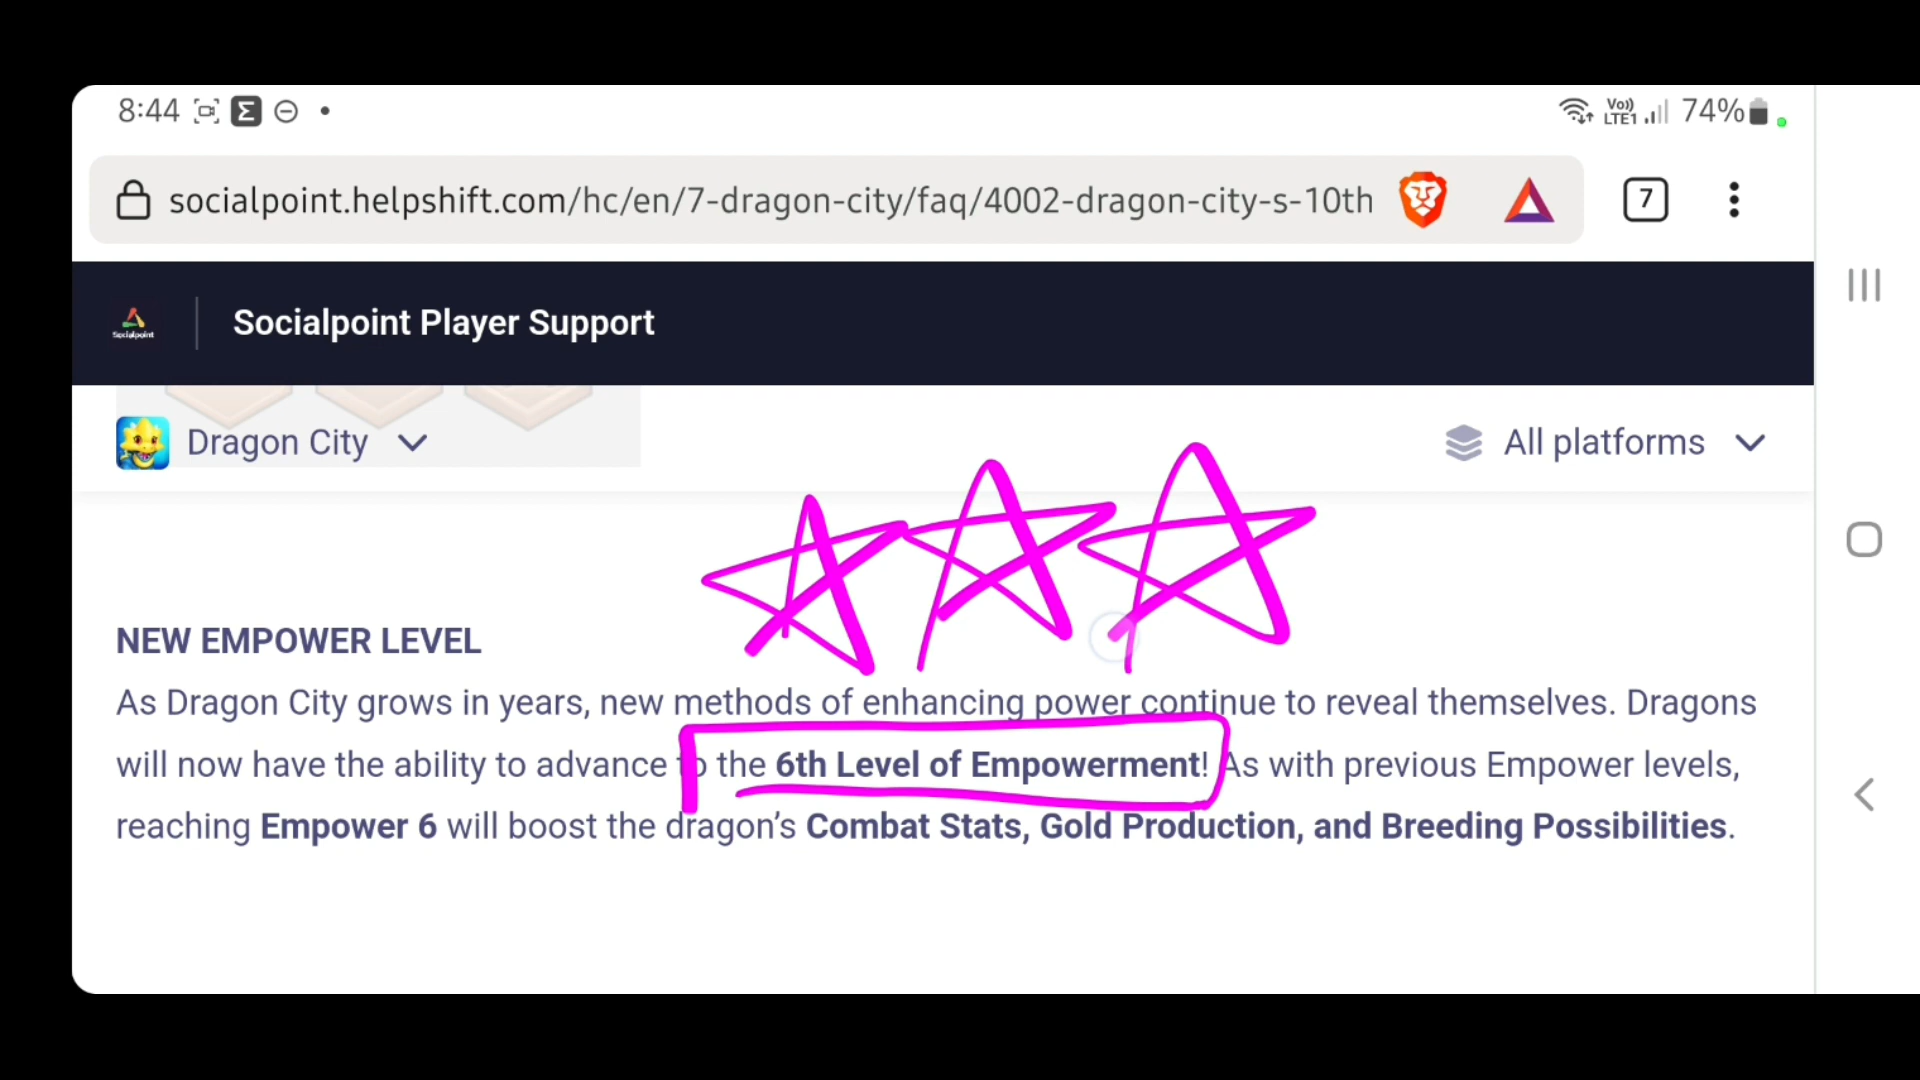 8:44
Vo))
LTE1
74%
socialpoint.helpshift.com/hc/en/7-dragon-city/faq/4002-dragon-city-s-10th
7
Socialpoint
Socialpoint Player Support
Dragon City
All platforms
NEW EMPOWER LEVEL
As Dragon City grows in years, new methods of enhancing power continue to reveal themselves. Dragons
will now have the ability to advance to the 6th Level of Empowerment! As with previous Empower levels,
reaching Empower 6 will boost the dragon’s Combat Stats, Gold Production, and Breeding Possibilities.